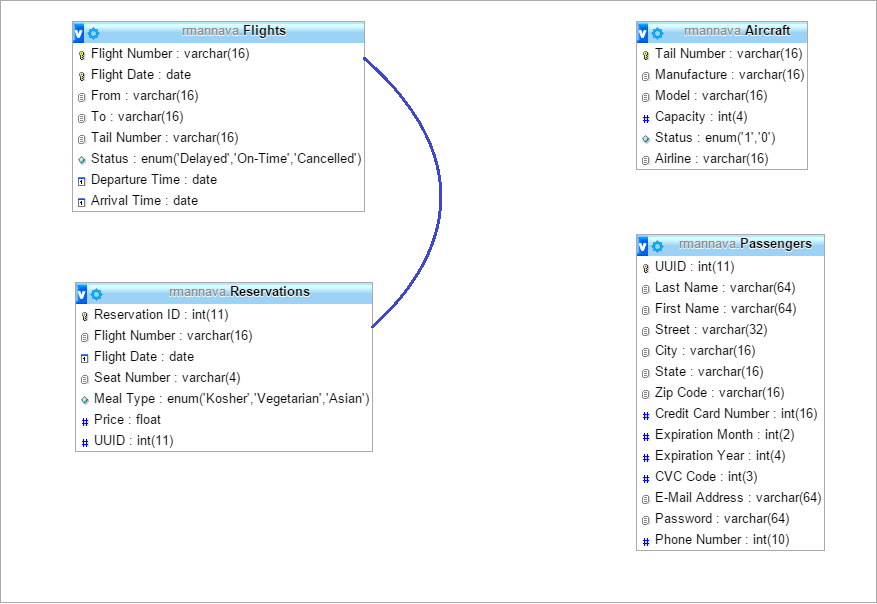 rmannava.Flights
Flight Number : varchar(16)
Flight Date : date
From : varchar(16)
To : varchar(16)
Tail Number : varchar(16)
Status : enum('Delayed','On-Time','Cancelled')
Departure Time : date
Arrival Time : date
rmannava.Reservations
Reservation ID : int(11)
Flight Number : varchar(16)
Flight Date : date
Seat Number : varchar(4)
Meal Type : enum('Kosher','Vegetarian','Asian')
Price : float
UUID : int(11)
rmannava.Aircraft
Tail Number : varchar(16)
Manufacture : varchar(16)
Model : varchar(16)
Capacity : int(4)
Status : enum('1','0')
Airline : varchar(16)
rmannava.Passengers
UUID : int(11)
Last Name : varchar(64)
First Name : varchar(64)
Street : varchar(32)
City : varchar(16)
State : varchar(16)
Zip Code : varchar(16)
Credit Card Number : int(16)
Expiration Month : int(2)
Expiration Year : int(4)
CVC Code : int(3)
E-Mail Address : varchar(64)
Password : varchar(64)
Phone Number : int(10)